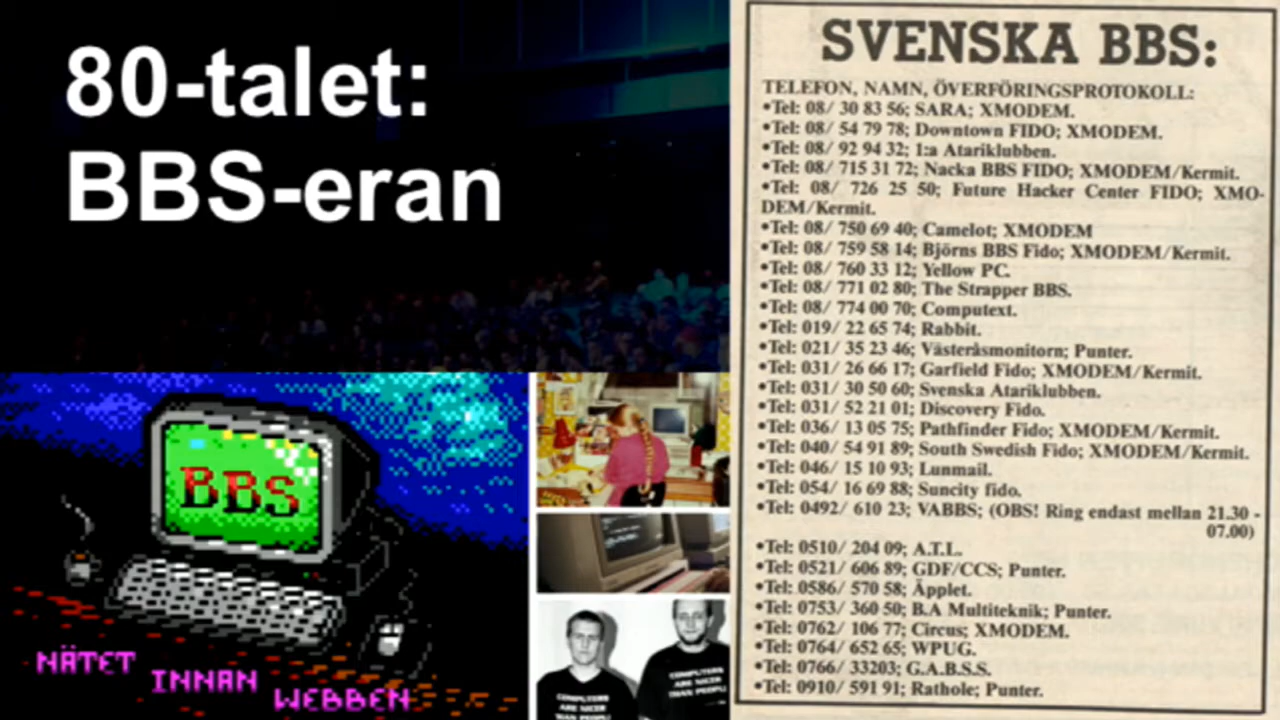 80-talet:
BBS-eran
BBS
NÄTET
INNAN
WEBBEN
COMPUTERS
ARE NICER
THAN PEOPLE
COMPUTERS
ARE NICER
THAN PEOPLE
SVENSKA BBS:
TELEFON, NAMN, ÖVERFÖRINGSPROTOKOLL:
•Tel: 08/ 30 83 56; SARA; XMODEM.
•Tel: 08/ 54 79 78; Downtown FIDO; XMODEM.
•Tel: 08/ 92 94 32; 1:a Atariklubben.
•Tel: 08/ 715 31 72; Nacka BBS FIDO; XMODEM/Kermit.
•Tel: 08/ 726 25 50; Future Hacker Center FIDO; XMO-
DEM/Kermit.
•Tel: 08/ 750 69 40; Camelot; XMODEM
•Tel: 08/ 759 58 14; Björns BBS Fido; XMODEM/Kermit.
•Tel: 08/ 760 33 12; Yellow PC.
•Tel: 08/ 771 02 80; The Strapper BBS.
•Tel: 08/ 774 00 70; Computext.
•Tel: 019/ 22 65 74; Rabbit.
•Tel: 021/ 35 23 46; Västeråsmonitorn; Punter.
•Tel: 031/ 26 66 17; Garfield Fido; XMODEM/Kermit.
•Tel: 031/ 30 50 60; Svenska Atariklubben.
•Tel: 031/ 52 21 01; Discovery Fido.
•Tel: 036/ 13 05 75; Pathfinder Fido; XMODEM/Kermit.
•Tel: 040/ 54 91 89; South Swedish Fido; XMODEM/Kermit.
•Tel: 046/ 15 10 93; Lunmail.
•Tel: 054/ 16 69 88; Suncity fido.
•Tel: 0492/ 610 23; VABBS; (OBS! Ring endast mellan 21.30 -
07.00)
•Tel: 0510/ 204 09; A.T.L.
•Tel: 0521/ 606 89; GDF/CCS; Punter.
•Tel: 0586/ 570 58; Äpplet.
•Tel: 0753/ 360 50; B.A Multiteknik; Punter.
•Tel: 0762/ 106 77; Circus; XMODEM.
•Tel: 0764/ 652 65; WPUG.
•Tel: 0766/ 33203; G.A.B.S.S.
•Tel: 0910/ 591 91; Rathole; Punter.